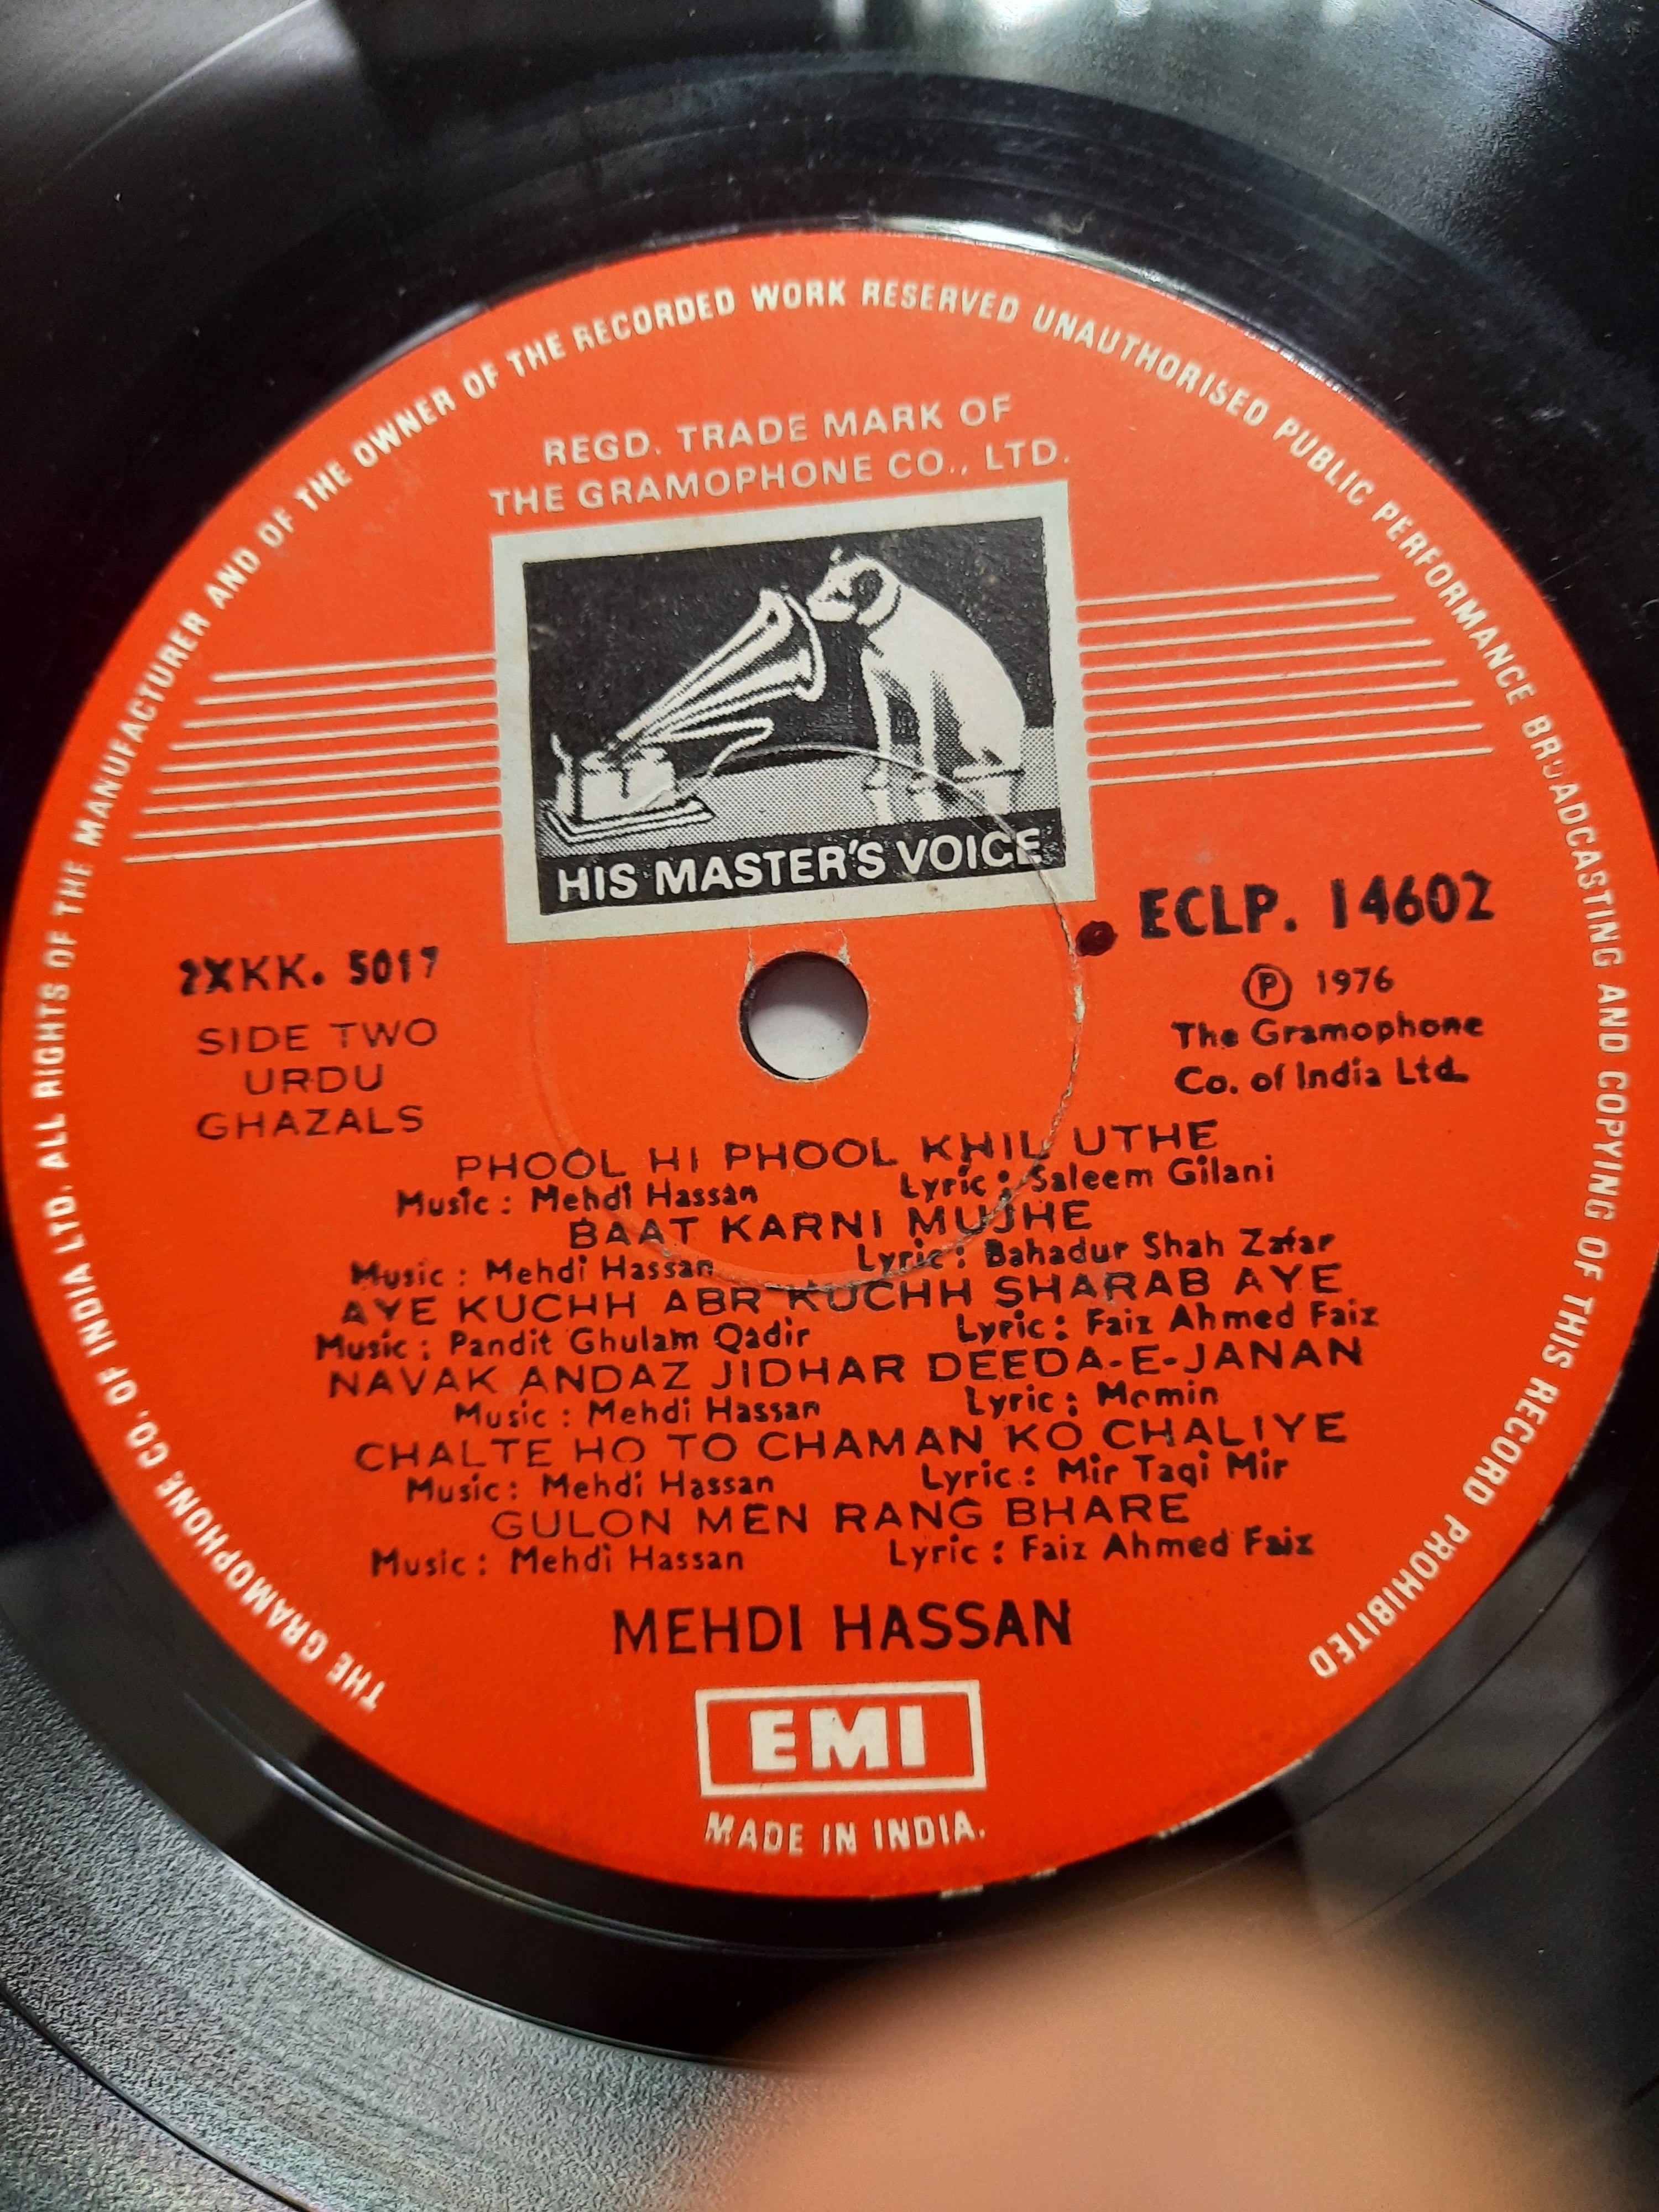 THE GRAMOPHONE CO. OF INDIA LTD. ALL RIGHTS OF THE MANUFACTURER AND OF THE OWNER OF THE RECORDED WORK RESERVED UNAUTHORISED PUBLIC PERFORMANCE BROADCASTING AND COPYING OF THIS RECORD PROHIBITED
REGD. TRADE MARK OF
THE GRAMOPHONE CO., LTD.
HIS MASTER'S VOICE
2XKK. 5017
SIDE TWO
URDU
GHAZALS
ECLP. 14602
Ⓟ 1976
The Gramophone
Co. of India Ltd.
PHOOL HI PHOOL KHIL UTHE
Music : Mehdi Hassan Lyric : Saleem Gilani
BAAT KARNI MUJHE
Music : Mehdi Hassan Lyric : Bahadur Shah Zafar
AYE KUCHH ABR KUCHH SHARAB AYE
Music : Pandit Ghulam Qadir Lyric : Faiz Ahmed Faiz
NAVAK ANDAZ JIDHAR DEEDA-E-JANAN
Music : Mehdi Hassan Lyric : Momin
CHALTE HO TO CHAMAN KO CHALIYE
Music : Mehdi Hassan Lyric : Mir Taqi Mir
GULON MEN RANG BHARE
Music : Mehdi Hassan Lyric : Faiz Ahmed Faiz
MEHDI HASSAN
EMI
MADE IN INDIA.